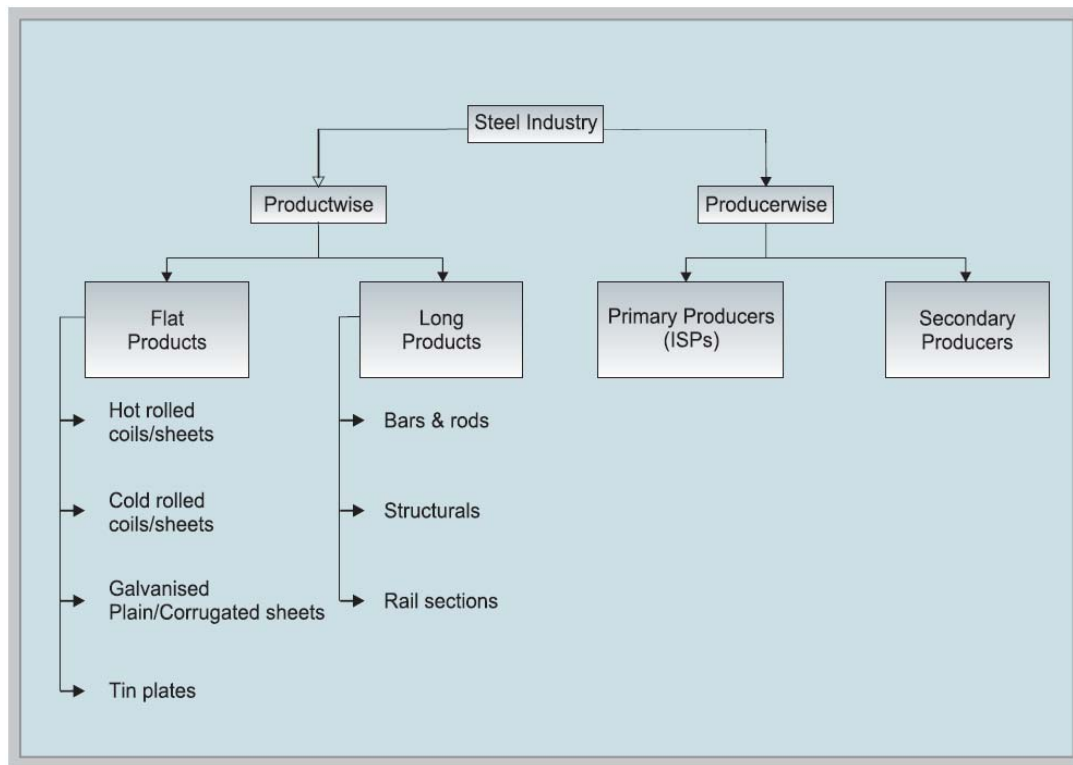 Steel Industry
Productwise
Producerwise
Flat
Products
Long
Products
Primary Producers
(ISPs)
Secondary
Producers
Hot rolled
coils/sheets
Cold rolled
coils/sheets
Galvanised
Plain/Corrugated sheets
Tin plates
Bars & rods
Structurals
Rail sections